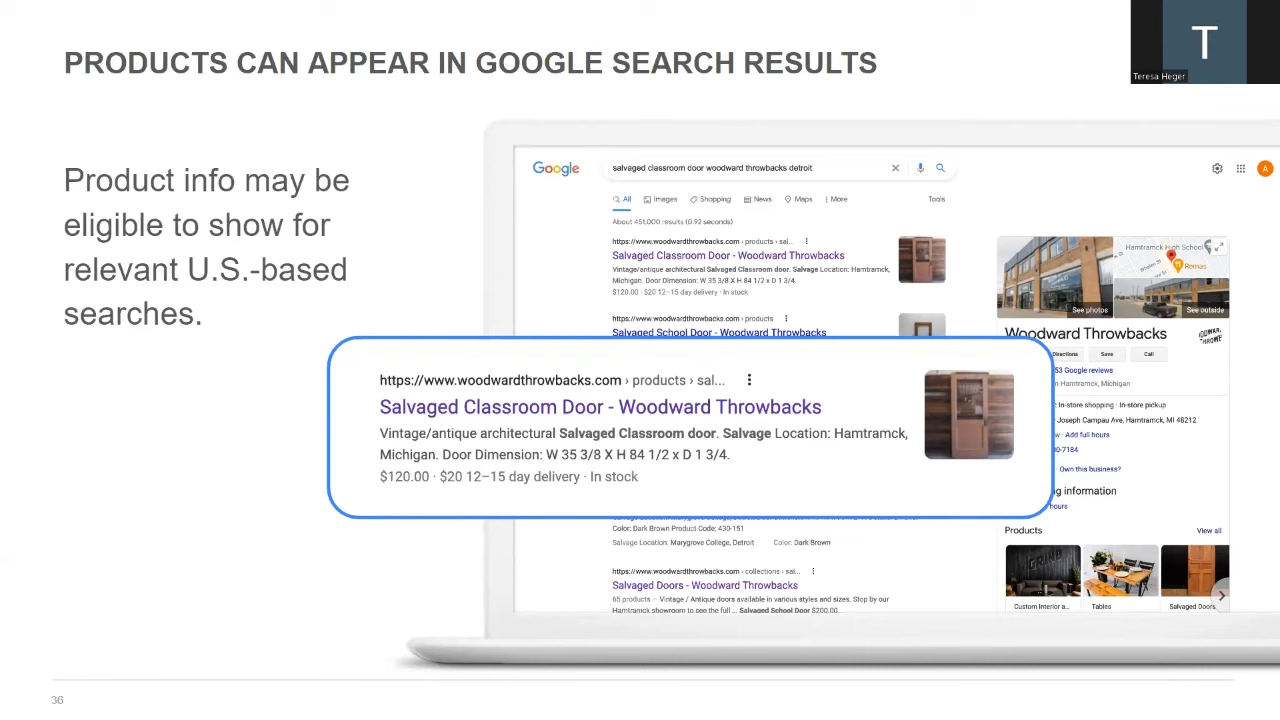 PRODUCTS CAN APPEAR IN GOOGLE SEARCH RESULTS
T
Teresa Heger
Product info may be
eligible to show for
relevant U.S.-based
searches.
Google
salvaged classroom door woodward throwbacks detroit
A
All Images Shopping News Maps More
Tools
About 451,000 results (0.92 seconds)
https://www.woodwardthrowbacks.com › products › sal...
Salvaged Classroom Door - Woodward Throwbacks
Vintage/antique architectural Salvaged Classroom door. Salvage Location: Hamtramck,
Michigan. Door Dimension: W 35 3/8 X H 84 1/2 x D 1 3/4.
$120.00 · $20 12–15 day delivery · In stock
https://www.woodwardthrowbacks.com › products
Salvaged School Door - Woodward Throwbacks
https://www.woodwardthrowbacks.com › products › sal...
Salvaged Classroom Door - Woodward Throwbacks
Vintage/antique architectural Salvaged Classroom door. Salvage Location: Hamtramck,
Michigan. Door Dimension: W 35 3/8 X H 84 1/2 x D 1 3/4.
$120.00 · $20 12–15 day delivery · In stock
Color: Dark Brown Product Code: 430-151
Salvage Location: Marygrove College, Detroit Color: Dark Brown
https://www.woodwardthrowbacks.com › collections › sal...
Salvaged Doors - Woodward Throwbacks
65 products — Vintage / Antique doors available in various styles and sizes. Stop by our
Hamtramck showroom to see the full ... Salvaged School Door $200.00.
Hamtramck High School
Remas
See photos
See outside
Woodward Throwbacks
Directions Save Call
53 Google reviews
in Hamtramck, Michigan
In-store shopping · In-store pickup
Joseph Campau Ave, Hamtramck, MI 48212
Add full hours
0-7184
Own this business?
information
hours
Products
View all
GRIND
Custom Interior a...
Tables
Salvaged Doors
36